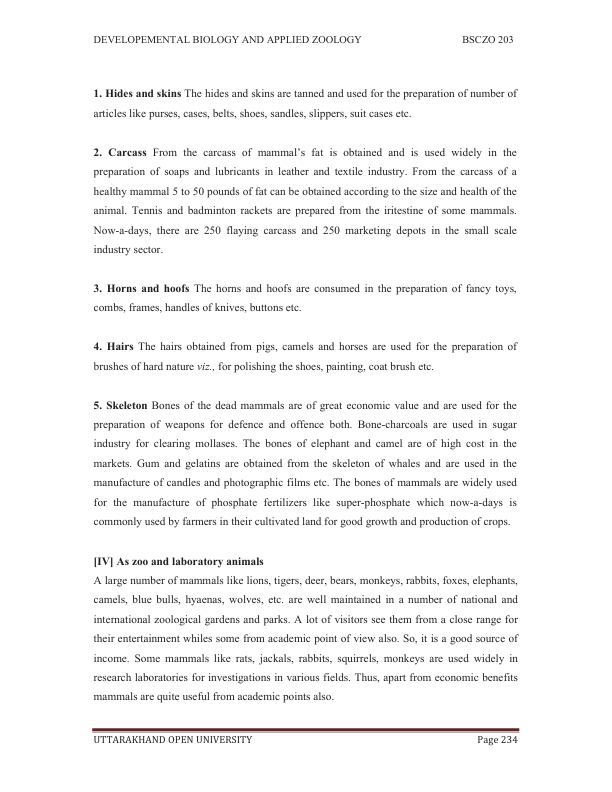 DEVELOPEMENTAL BIOLOGY AND APPLIED ZOOLOGY BSCZO 203
1. Hides and skins The hides and skins are tanned and used for the preparation of number of
articles like purses, cases, belts, shoes, sandles, slippers, suit cases etc.
2. Carcass From the carcass of mammal’s fat is obtained and is used widely in the
preparation of soaps and lubricants in leather and textile industry. From the carcass of a
healthy mammal 5 to 50 pounds of fat can be obtained according to the size and health of the
animal. Tennis and badminton rackets are prepared from the iritestine of some mammals.
Now-a-days, there are 250 flaying carcass and 250 marketing depots in the small scale
industry sector.
3. Horns and hoofs The horns and hoofs are consumed in the preparation of fancy toys,
combs, frames, handles of knives, buttons etc.
4. Hairs The hairs obtained from pigs, camels and horses are used for the preparation of
brushes of hard nature viz., for polishing the shoes, painting, coat brush etc.
5. Skeleton Bones of the dead mammals are of great economic value and are used for the
preparation of weapons for defence and offence both. Bone-charcoals are used in sugar
industry for clearing mollases. The bones of elephant and camel are of high cost in the
markets. Gum and gelatins are obtained from the skeleton of whales and are used in the
manufacture of candles and photographic films etc. The bones of mammals are widely used
for the manufacture of phosphate fertilizers like super-phosphate which now-a-days is
commonly used by farmers in their cultivated land for good growth and production of crops.
[IV] As zoo and laboratory animals
A large number of mammals like lions, tigers, deer, bears, monkeys, rabbits, foxes, elephants,
camels, blue bulls, hyaenas, wolves, etc. are well maintained in a number of national and
international zoological gardens and parks. A lot of visitors see them from a close range for
their entertainment whiles some from academic point of view also. So, it is a good source of
income. Some mammals like rats, jackals, rabbits, squirrels, monkeys are used widely in
research laboratories for investigations in various fields. Thus, apart from economic benefits
mammals are quite useful from academic points also.
UTTARAKHAND OPEN UNIVERSITY Page 234